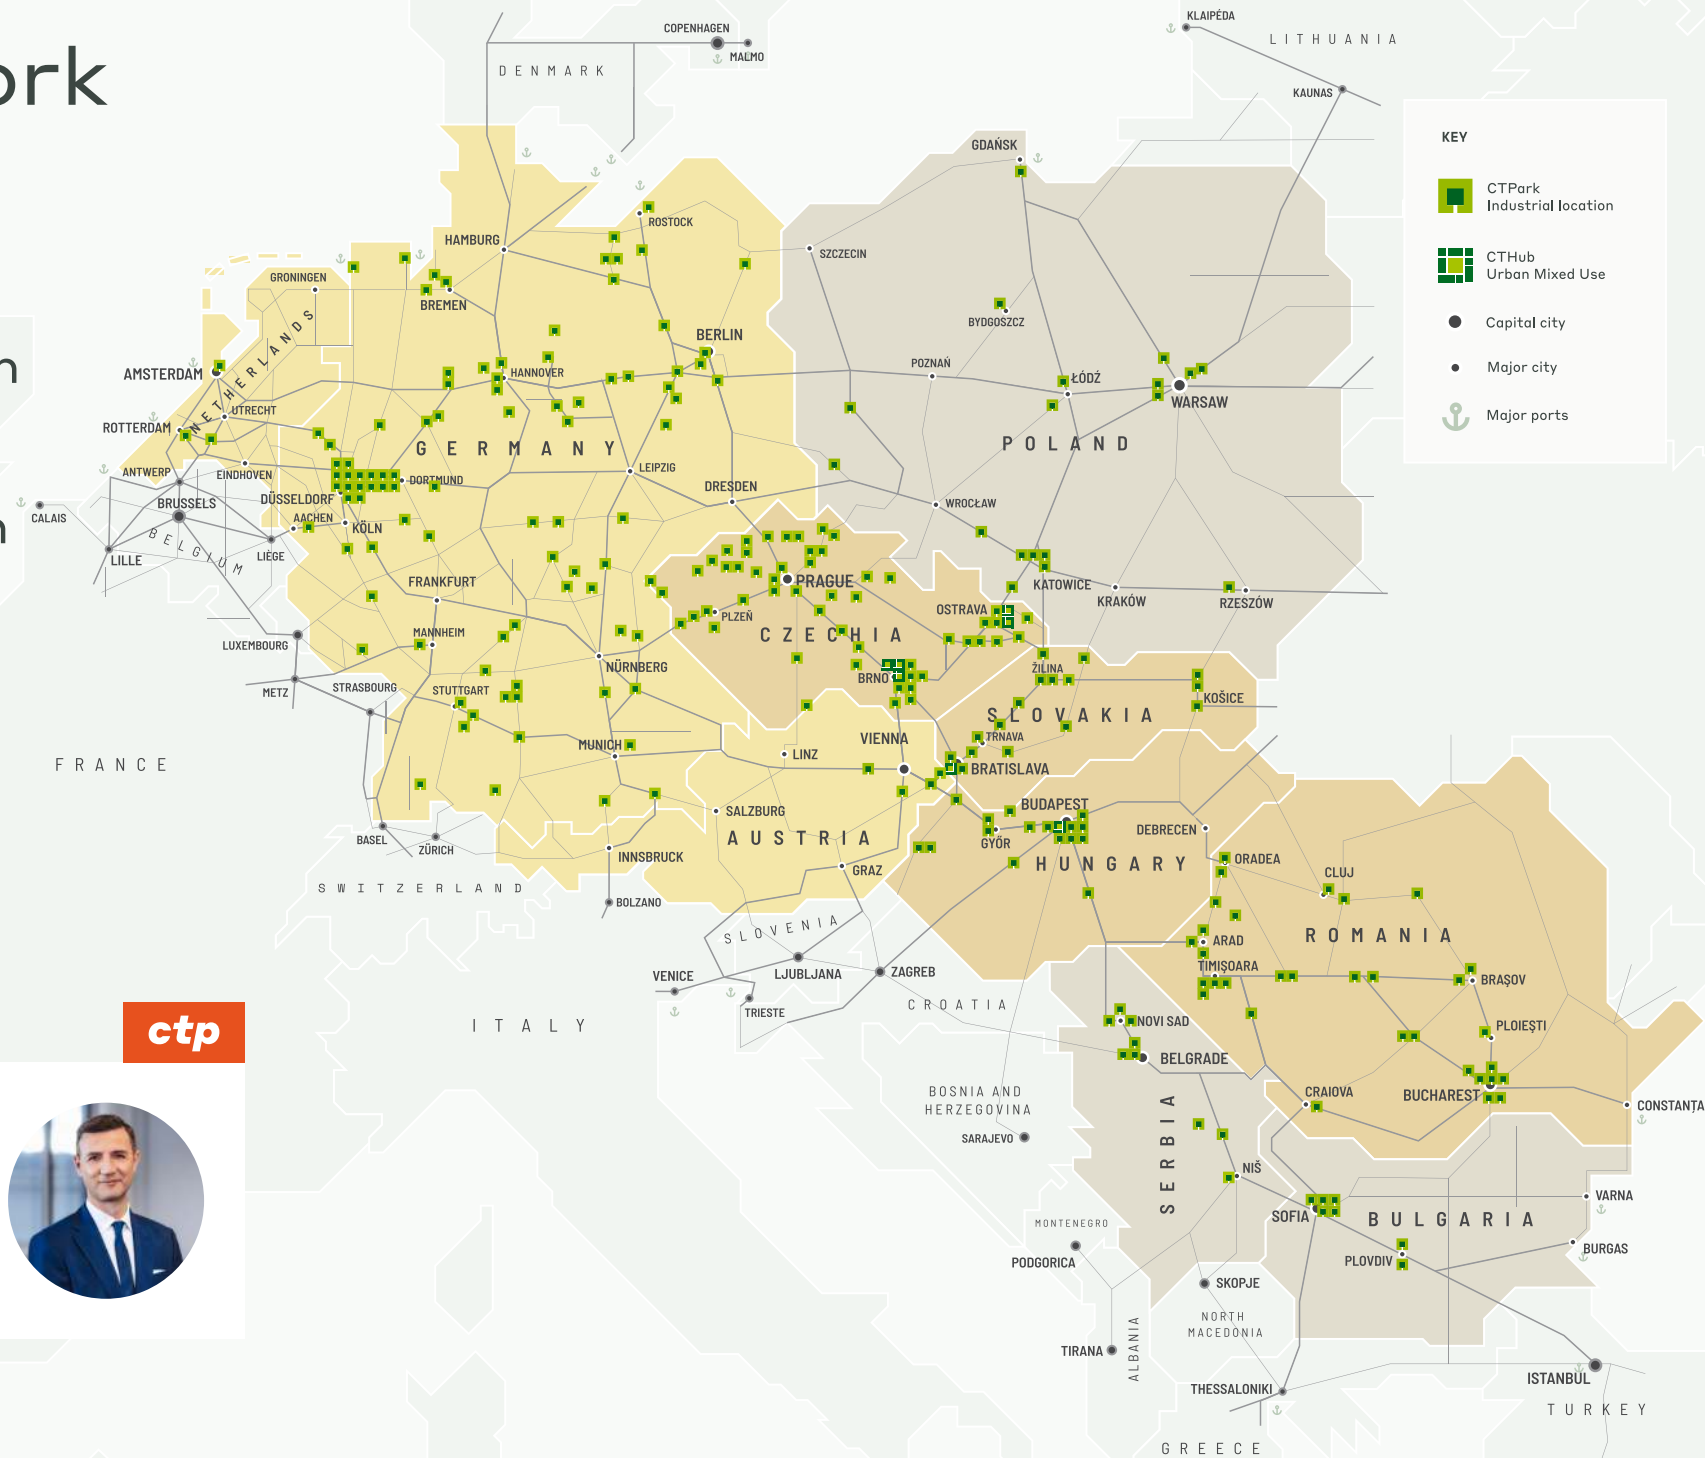 ork
n
n
KEY
CTPark
Industrial location
CTHub
Urban Mixed Use
Capital city
Major city
Major ports
COPENHAGEN
MALMO
DENMARK
KLAIPÉDA
LITHUANIA
KAUNAS
GDAŃSK
ROSTOCK
HAMBURG
SZCZECIN
GRONINGEN
BREMEN
BYDGOSZCZ
BERLIN
AMSTERDAM
NETHERLANDS
HANNOVER
POZNAŃ
ŁÓDŹ
WARSAW
UTRECHT
ROTTERDAM
GERMANY
POLAND
ANTWERP
EINDHOVEN
DORTMUND
LEIPZIG
DRESDEN
DÜSSELDORF
BRUSSELS
WROCŁAW
CALAIS
AACHEN
KÖLN
BELGIUM
LIÈGE
LILLE
FRANKFURT
PRAGUE
KATOWICE
KRAKÓW
RZESZÓW
OSTRAVA
PLZEŇ
CZECHIA
LUXEMBOURG
MANNHEIM
NÜRNBERG
BRNO
ŽILINA
METZ
STRASBOURG
STUTTGART
KOŠICE
SLOVAKIA
VIENNA
TRNAVA
MUNICH
LINZ
FRANCE
BRATISLAVA
BUDAPEST
SALZBURG
AUSTRIA
DEBRECEN
BASEL
ZÜRICH
GYŐR
INNSBRUCK
HUNGARY
ORADEA
GRAZ
CLUJ
SWITZERLAND
BOLZANO
SLOVENIA
ROMANIA
ARAD
TIMIŞOARA
VENICE
LJUBLJANA
ZAGREB
BRAŞOV
TRIESTE
CROATIA
ITALY
NOVI SAD
PLOIEŞTI
ctp
BELGRADE
BOSNIA AND
HERZEGOVINA
CRAIOVA
BUCHAREST
CONSTANȚA
SARAJEVO
SERBIA
NIŠ
VARNA
SOFIA
BULGARIA
MONTENEGRO
PODGORICA
PLOVDIV
BURGAS
SKOPJE
NORTH
MACEDONIA
TIRANA
ALBANIA
ISTANBUL
THESSALONIKI
TURKEY
GREECE